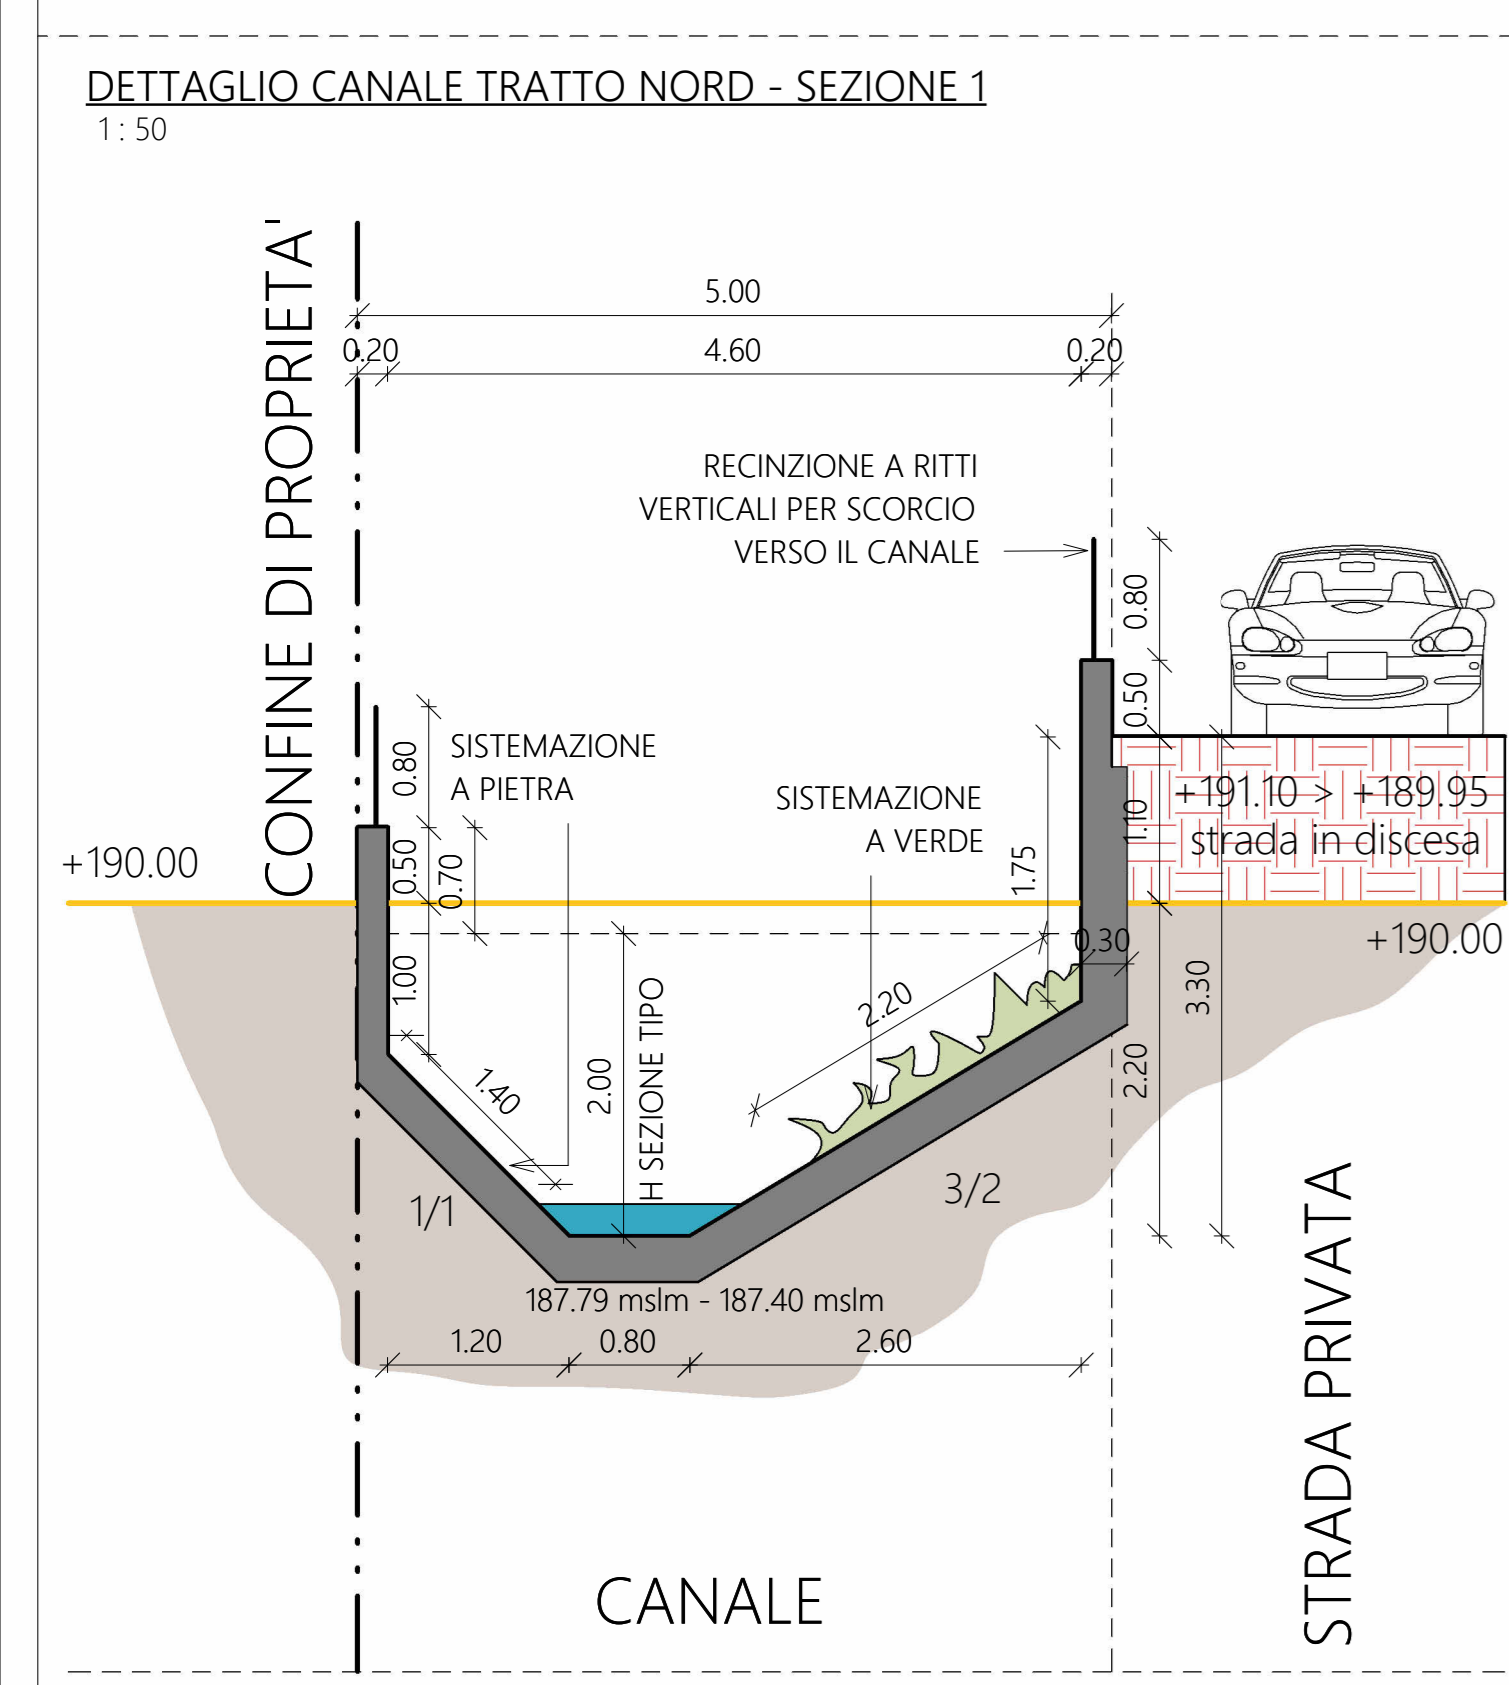 DETTAGLIO CANALE TRATTO NORD - SEZIONE 1
1 : 50
CONFINE DI PROPRIETA'
5.00
0.20
4.60
0.20
RECINZIONE A RITTI
VERTICALI PER SCORCIO
VERSO IL CANALE
0.80
0.50
0.80
SISTEMAZIONE
A PIETRA
SISTEMAZIONE
A VERDE
+191.10 > +189.95
strada in discesa
1.10
+190.00
0.50
0.70
1.75
+190.00
0.30
1.00
2.20
3.30
1.40
2.00
H SEZIONE TIPO
2.20
1/1
3/2
187.79 mslm - 187.40 mslm
1.20
0.80
2.60
STRADA PRIVATA
CANALE